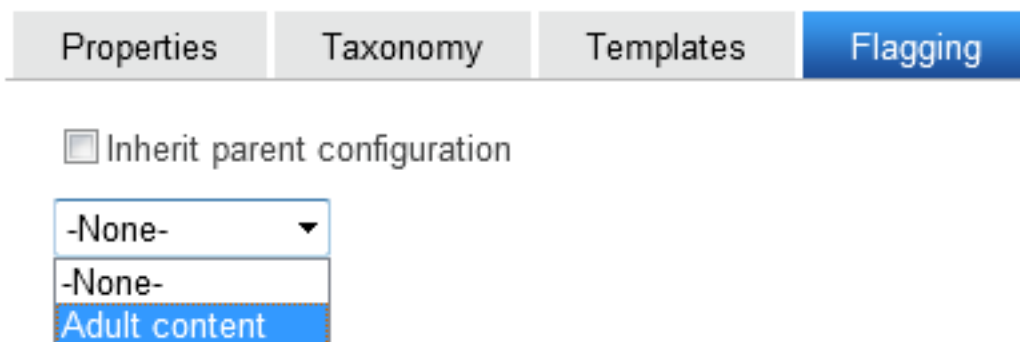 Properties Taxonomy Templates Flagging
Inherit parent configuration
-None-
-None-
Adult content